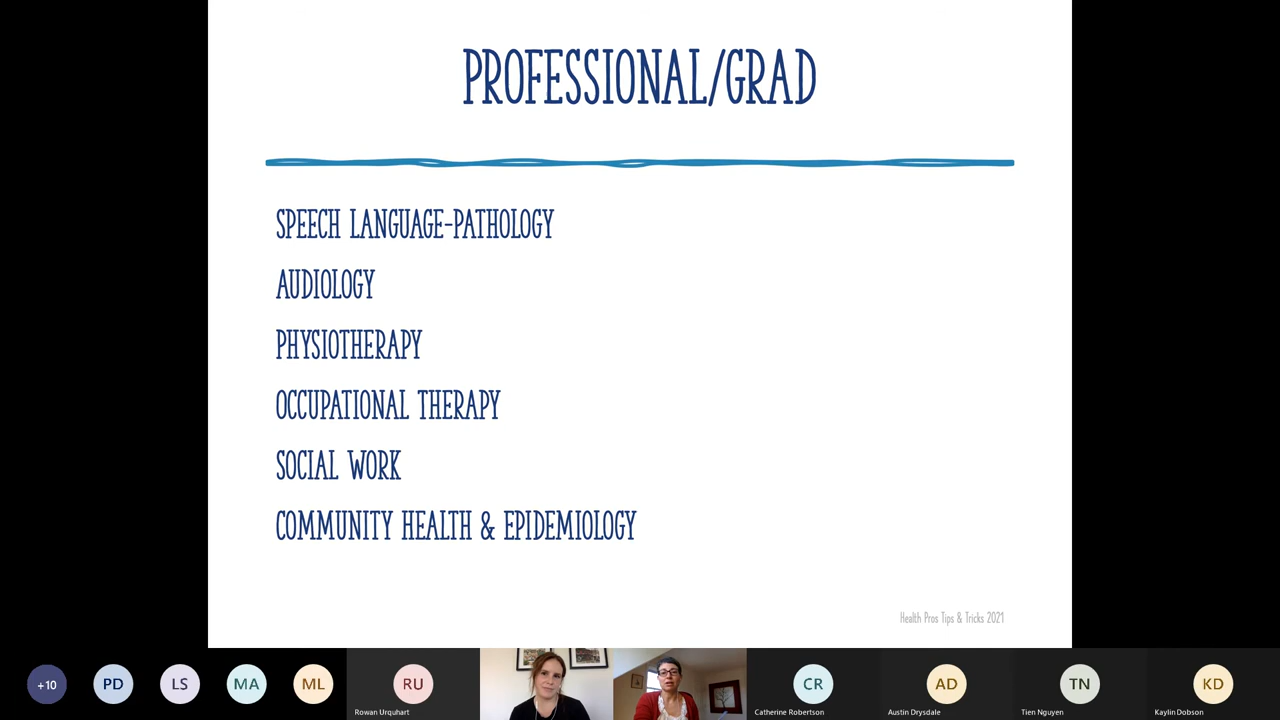 PROFESSIONAL/GRAD
SPEECH LANGUAGE-PATHOLOGY
AUDIOLOGY
PHYSIOTHERAPY
OCCUPATIONAL THERAPY
SOCIAL WORK
COMMUNITY HEALTH & EPIDEMIOLOGY
Health Pros Tips & Tricks 2021
+10 PD LS MA ML RU CR AD TN KD
Rowan Urquhart Catherine Robertson Austin Drysdale Tien Nguyen Kaylin Dobson